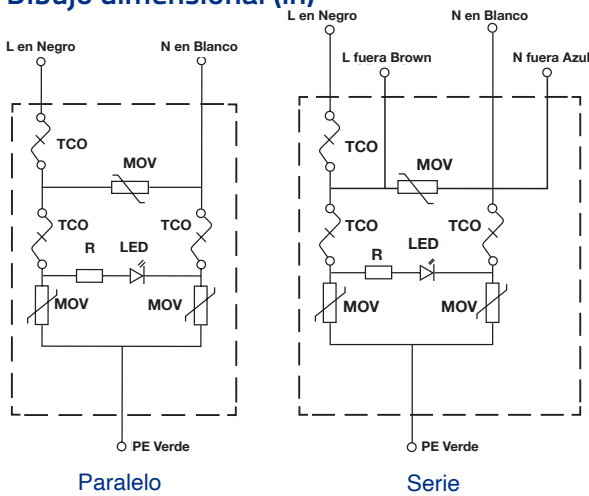 Dibujo dimensional (in)
L en Negro
N en Blanco
TCO
MOV
TCO
TCO
R
LED
MOV
MOV
PE Verde
Paralelo
L en Negro
N en Blanco
L fuera Brown
N fuera Azul
TCO
MOV
TCO
TCO
R
LED
MOV
MOV
PE Verde
Serie